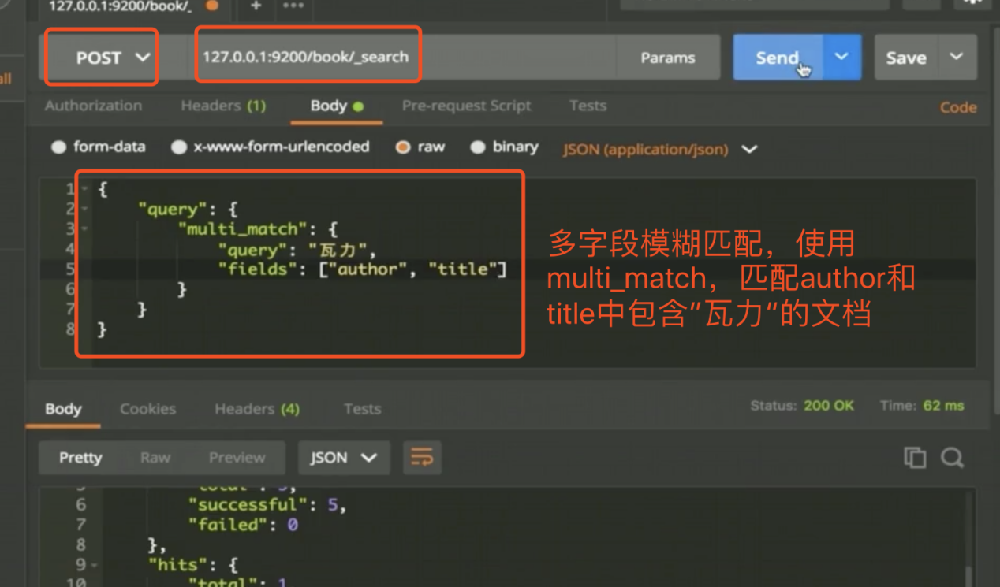 127.0.0.1:9200/book/_
POST
127.0.0.1:9200/book/_search
Params
Send
Save
all
Authorization
Headers (1)
Body
Pre-request Script
Tests
Code
form-data
x-www-form-urlencoded
raw
binary
JSON (application/json)
1 {
2 "query": {
3 "multi_match": {
4 "query": "瓦力",
5 "fields": ["author", "title"]
6 }
7 }
8 }
多字段模糊匹配，使用
multi_match，匹配author和
title中包含”瓦力“的文档
Body
Cookies
Headers (4)
Tests
Status: 200 OK
Time: 62 ms
Pretty
Raw
Preview
JSON
5 "total": 5,
6 "successful": 5,
7 "failed": 0
8 },
9 "hits": {
10 "total": 1